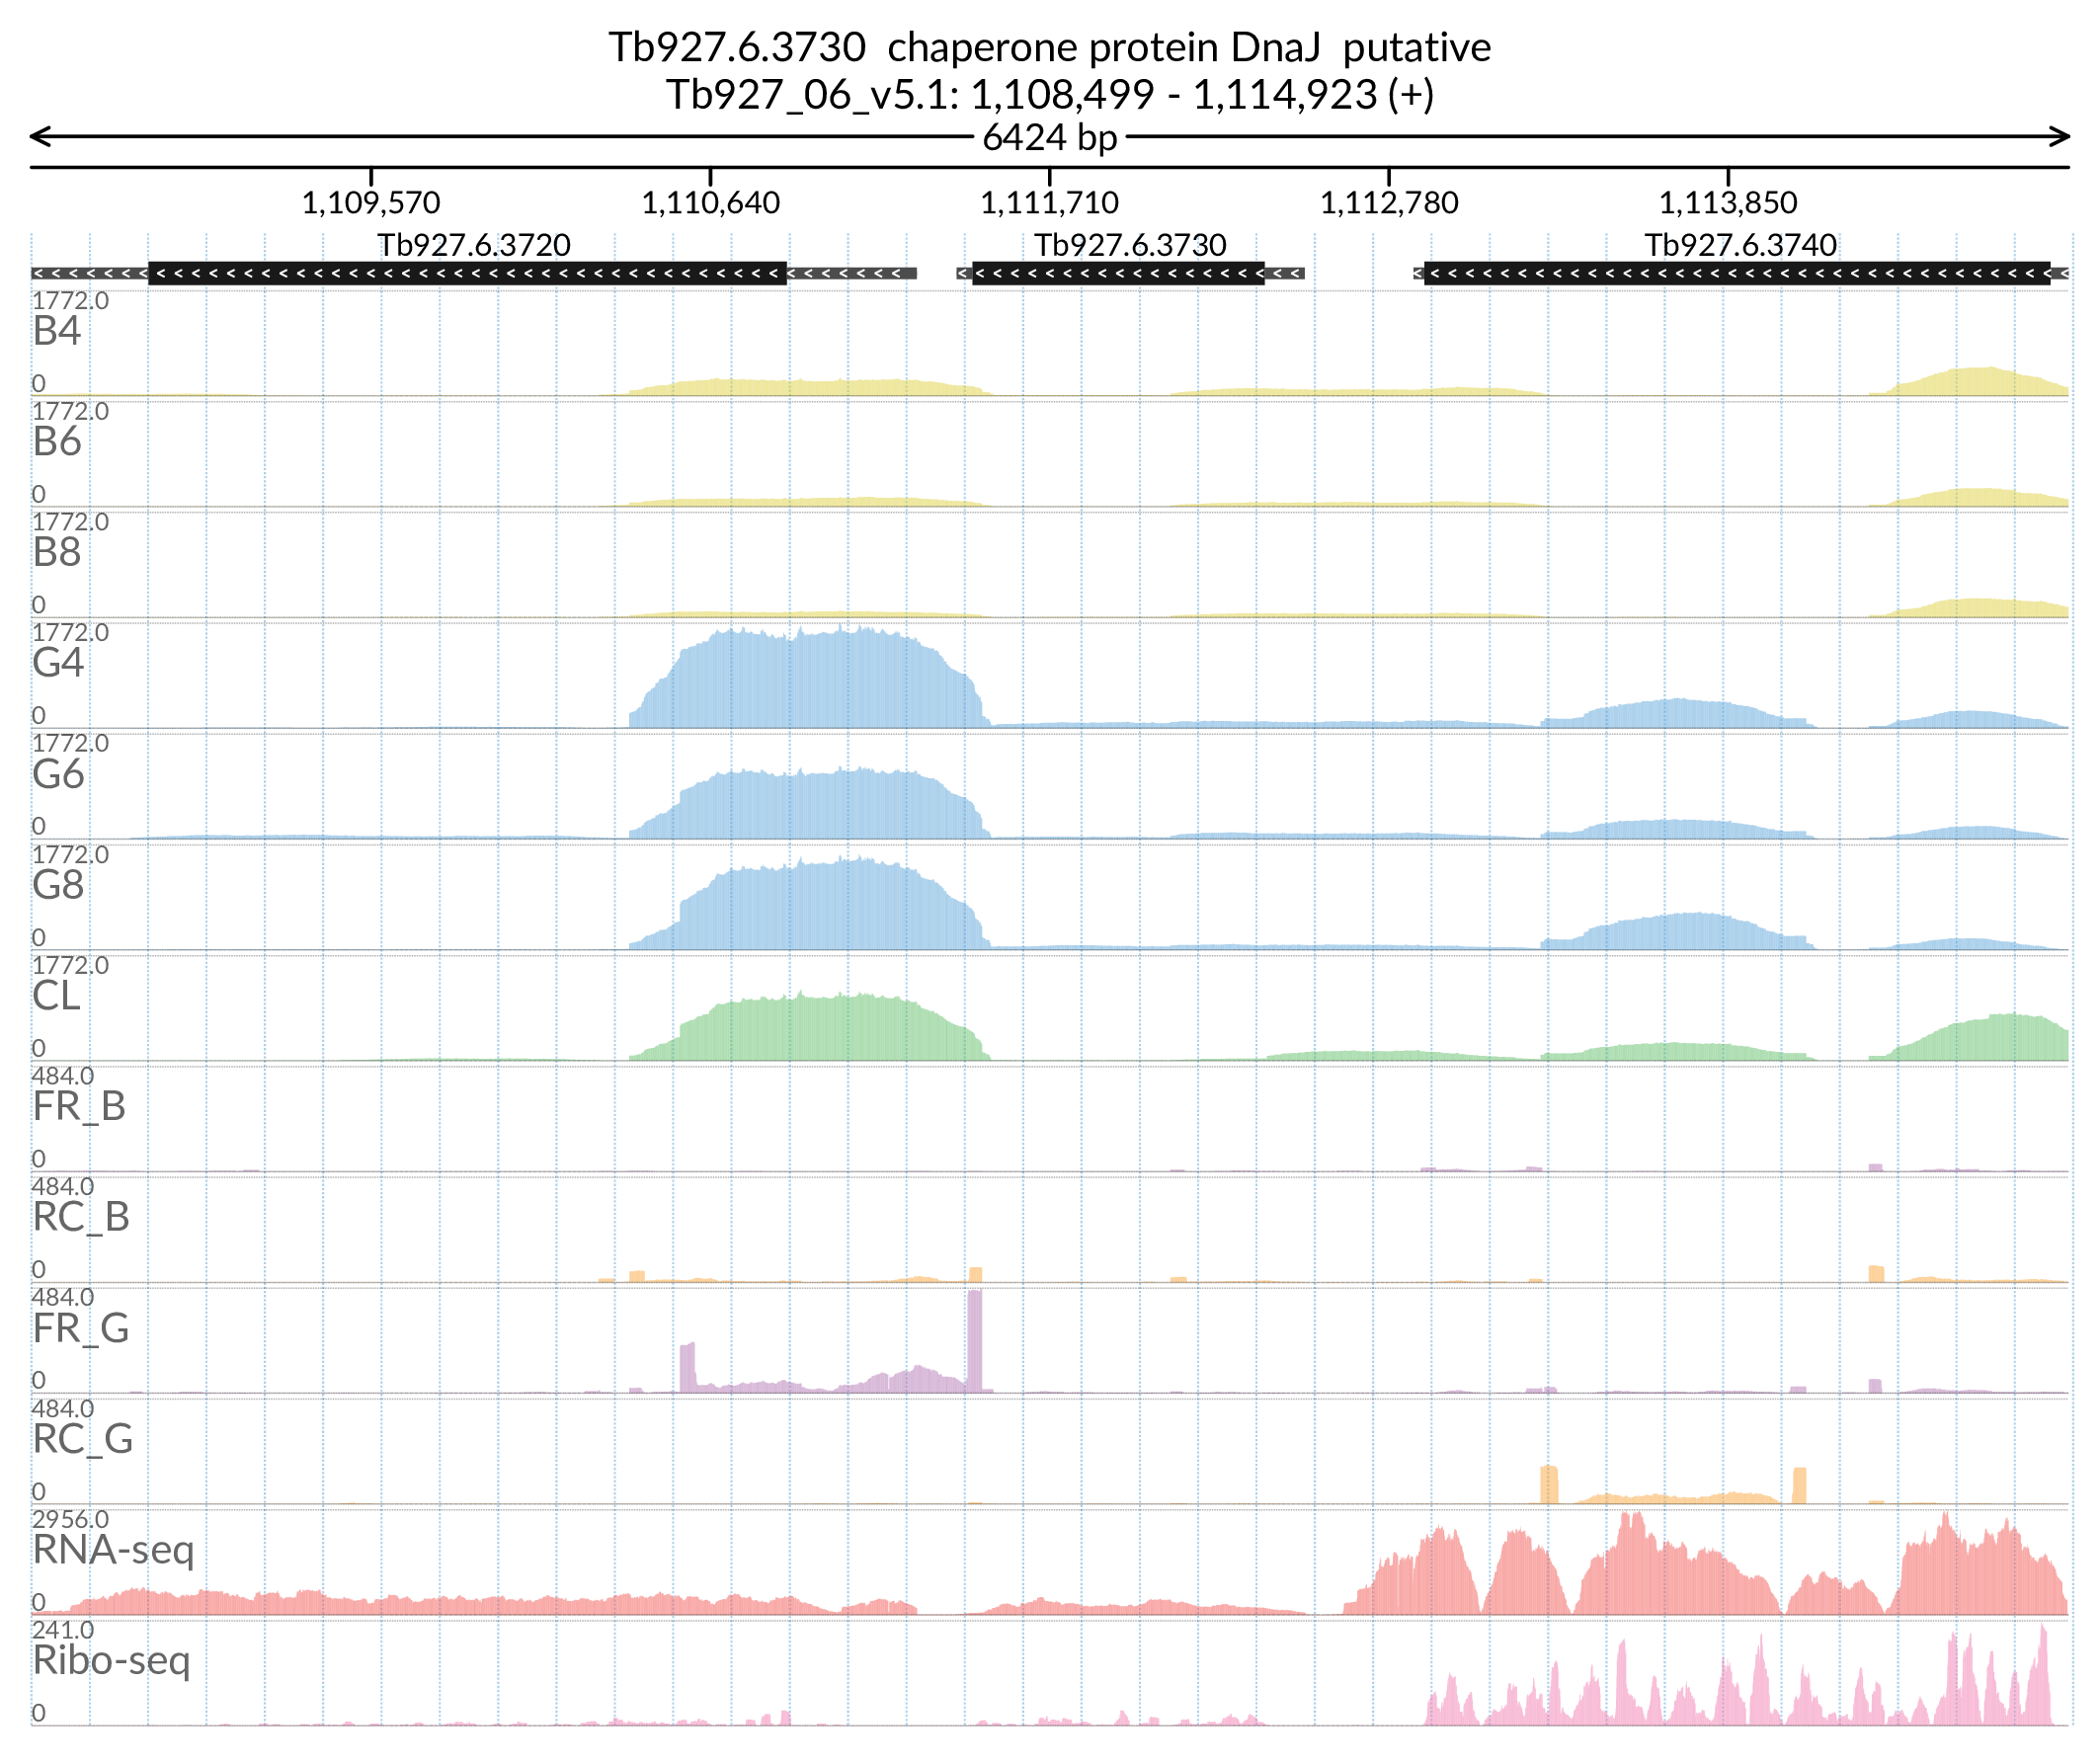 Tb927.6.3730 chaperone protein DnaJ putative
Tb927_06_v5.1: 1,108,499 - 1,114,923 (+)
6424 bp
1,109,570 1,110,640 1,111,710 1,112,780 1,113,850
Tb927.6.3720 Tb927.6.3730 Tb927.6.3740
1772.0
B4
0
1772.0
B6
0
1772.0
B8
0
1772.0
G4
0
1772.0
G6
0
1772.0
G8
0
1772.0
CL
0
484.0
FR_B
0
484.0
RC_B
0
484.0
FR_G
0
484.0
RC_G
0
2956.0
RNA-seq
0
241.0
Ribo-seq
0